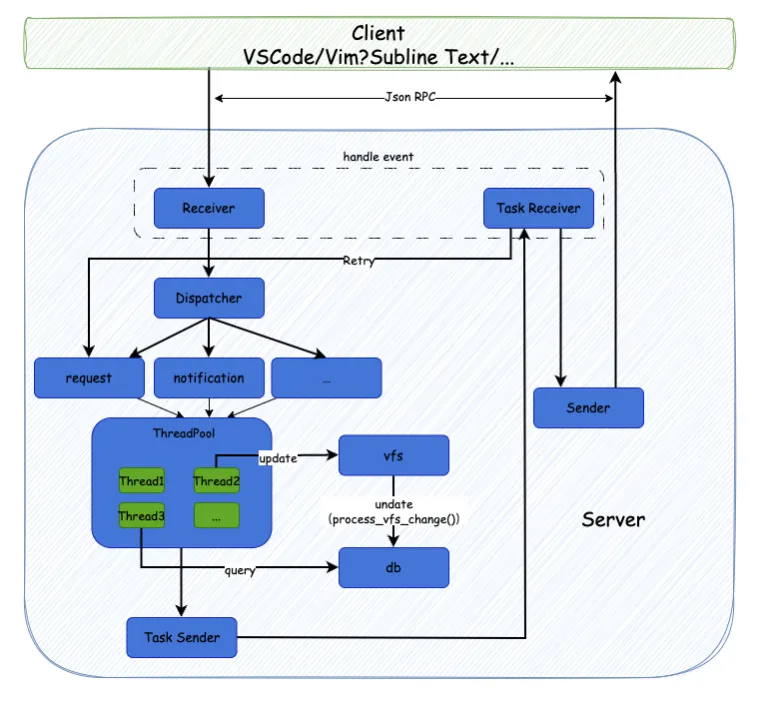 Client
VSCode/Vim?Subline Text/...
Json RPC
handle event
Receiver
Task Receiver
Retry
Dispatcher
request
notification
...
Sender
ThreadPool
Thread1
Thread2
Thread3
...
update
vfs
undate
(process_vfs_change())
query
db
Server
Task Sender